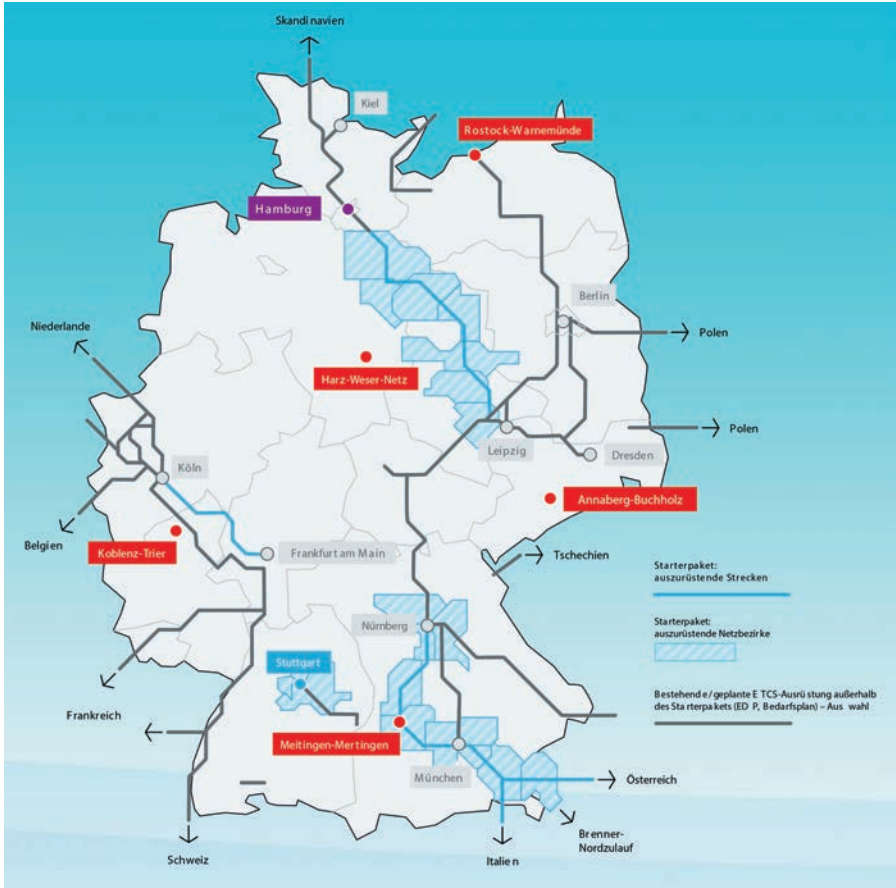 Skandinavien
Kiel
Rostock-Warnemünde
Hamburg
Berlin
Niederlande
Polen
Harz-Weser-Netz
Polen
Leipzig
Dresden
Köln
Annaberg-Buchholz
Belgien
Koblenz-Trier
Frankfurt am Main
Tschechien
Starterpaket:
auszurüstende Strecken
Nürnberg
Starterpaket:
auszurüstende Netzbezirke
Stuttgart
Bestehende/geplante ETCS-Ausrüstung außerhalb
des Starterpakets (EDP, Bedarfsplan) – Auswahl
Frankreich
Meitingen-Mertingen
München
Österreich
Brenner-
Nordzulauf
Schweiz
Italien